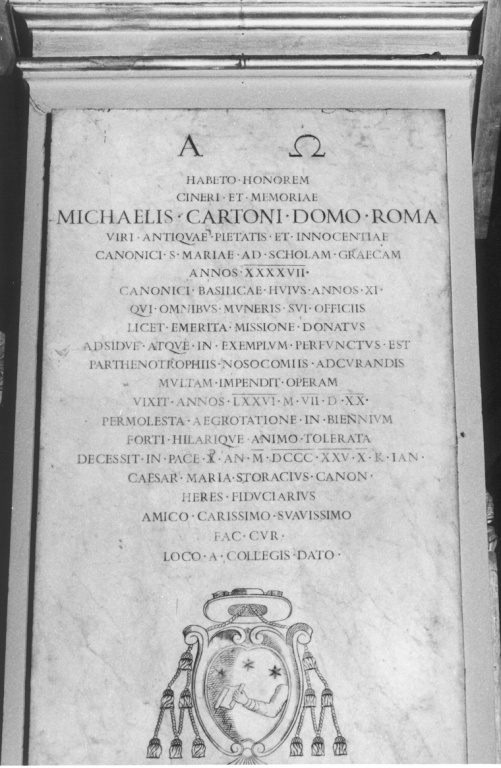 Α Ω
HABETO · HONOREM
CINERI · ET · MEMORIAE
MICHAELIS · CARTONI · DOMO · ROMA
VIRI · ANTIQVAE · PIETATIS · ET · INNOCENTIAE
CANONICI · S · MARIAE · AD · SCHOLAM · GRAECAM
ANNOS · XXXXVII ·
CANONICI · BASILICAE · HVIVS · ANNOS · XI ·
QVI · OMNIBVS · MVNERIS · SVI · OFFICIIS
LICET · EMERITA · MISSIONE · DONATVS
ADSIDVE · ATQVE · IN · EXEMPLVM · PERFVNCTVS · EST
PARTHENOTROPHIIS · NOSOCOMIIS · ADCVRANDIS
MVLTAM · IMPENDIT · OPERAM
VIXIT · ANNOS · LXXVI · M · VII · D · XX ·
PERMOLESTA · AEGROTATIONE · IN · BIENNIVM
FORTI · HILARIQVE · ANIMO · TOLERATA
DECESSIT · IN · PACE · ☧ · AN · M · DCCC · XXV · X · K · IAN ·
CAESAR · MARIA · STORACIVS · CANON ·
HERES · FIDVCIARIVS
AMICO · CARISSIMO · SVAVISSIMO
FAC · CVR ·
LOCO · A · COLLEGIS · DATO ·